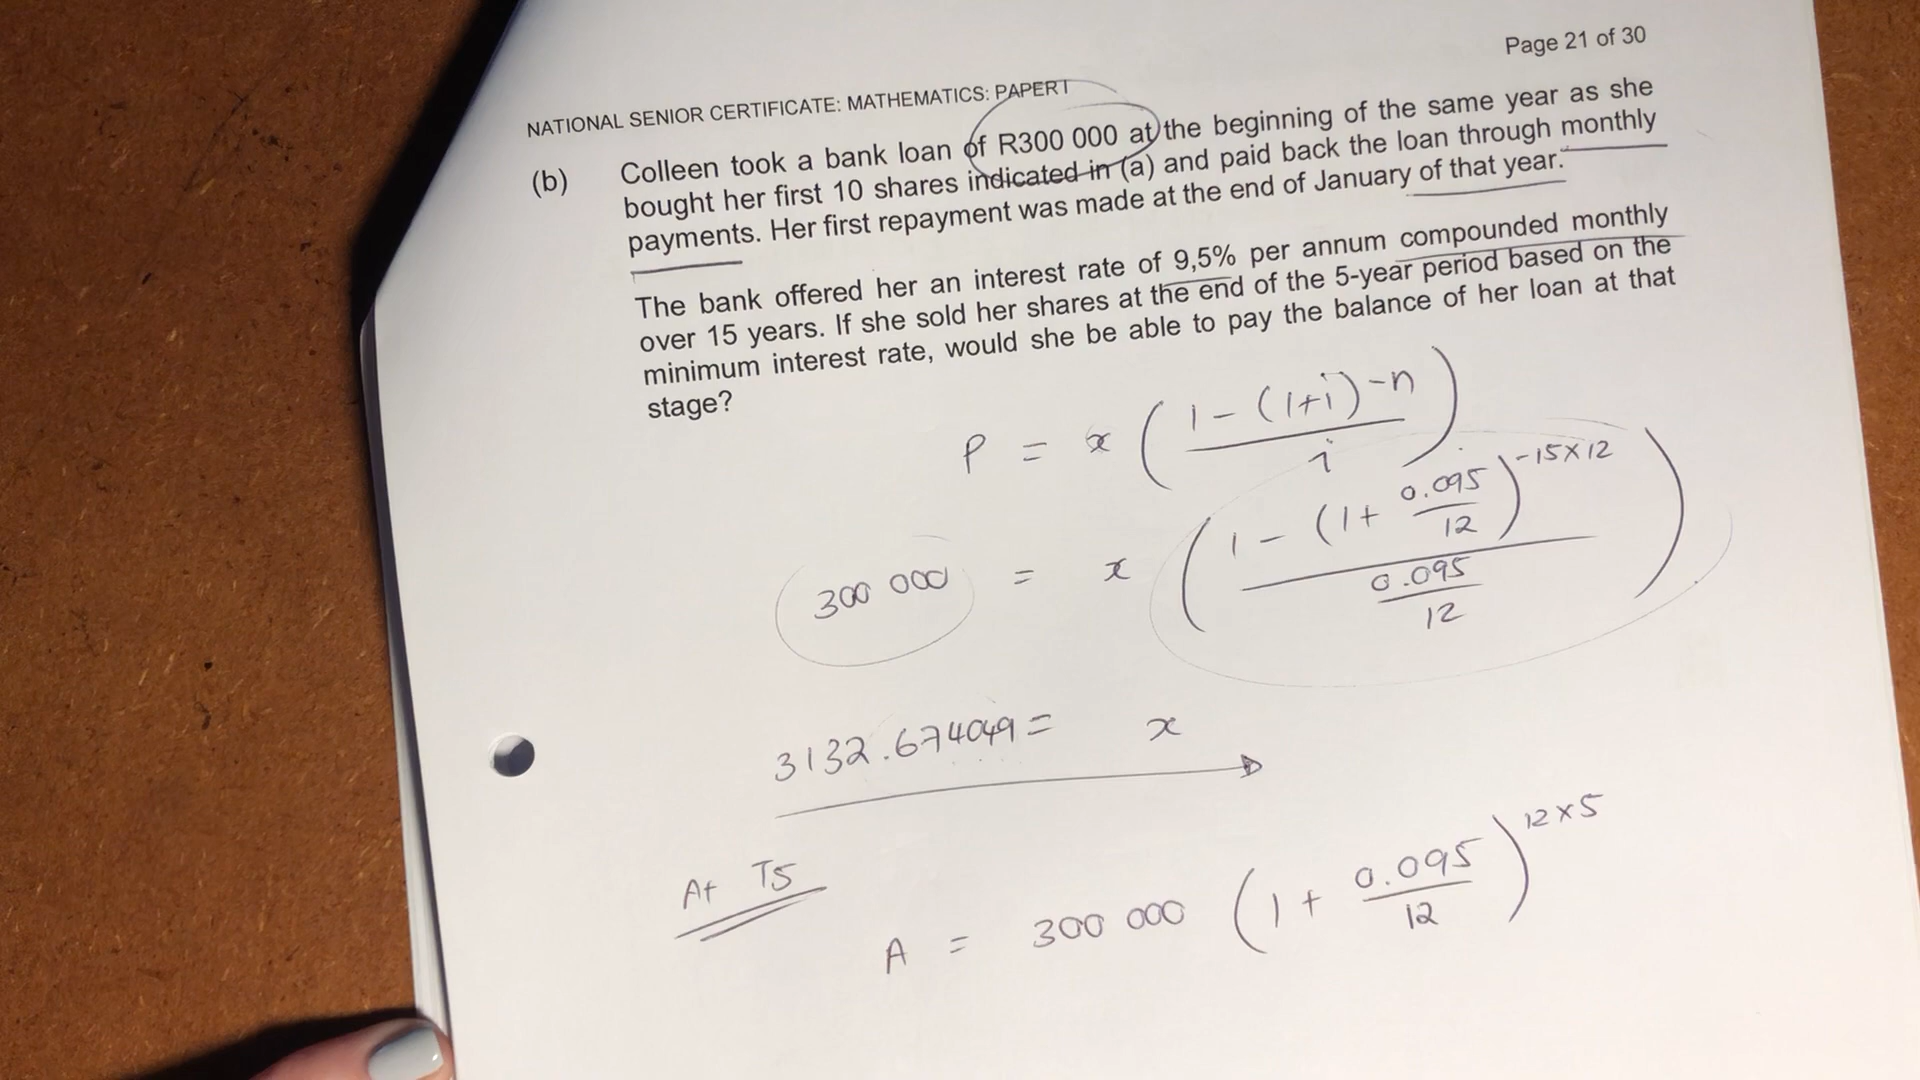 Page 21 of 30
NATIONAL SENIOR CERTIFICATE: MATHEMATICS: PAPER I
(b) Colleen took a bank loan of R300 000 at the beginning of the same year as she
bought her first 10 shares indicated in (a) and paid back the loan through monthly
payments. Her first repayment was made at the end of January of that year.
The bank offered her an interest rate of 9,5% per annum compounded monthly
over 15 years. If she sold her shares at the end of the 5-year period based on the
minimum interest rate, would she be able to pay the balance of her loan at that
stage?
P = x ( (1 - (1+i)^-n) / i )
300 000 = x ( (1 - (1 + 0.095/12)^-15×12) / (0.095/12) )
3132.674049 = x
At T5
A = 300 000 (1 + 0.095/12)^12×5